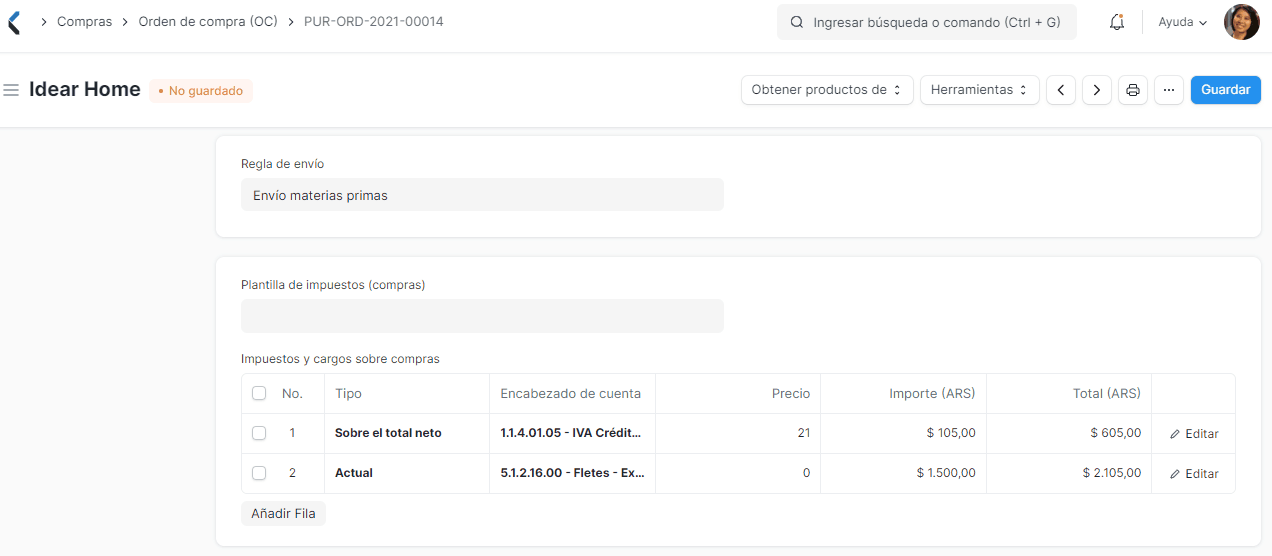 Compras Orden de compra (OC) PUR-ORD-2021-00014 Ingresar búsqueda o comando (Ctrl + G) Ayuda
Idear Home • No guardado Obtener productos de Herramientas ... Guardar
Regla de envío
Envío materias primas
Plantilla de impuestos (compras)
Impuestos y cargos sobre compras
No. Tipo Encabezado de cuenta Precio Importe (ARS) Total (ARS)
1 Sobre el total neto 1.1.4.01.05 - IVA Crédit... 21 $ 105,00 $ 605,00 Editar
2 Actual 5.1.2.16.00 - Fletes - Ex... 0 $ 1.500,00 $ 2.105,00 Editar
Añadir Fila